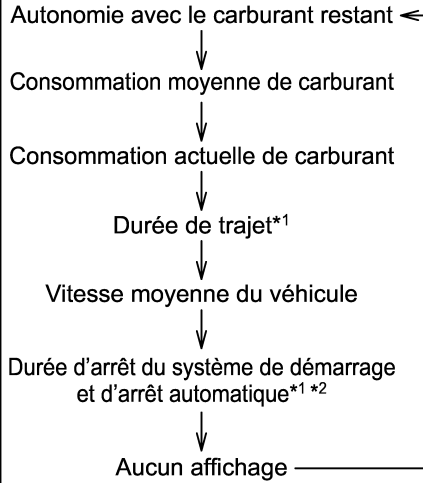 Autonomie avec le carburant restant
Consommation moyenne de carburant
Consommation actuelle de carburant
Durée de trajet*1
Vitesse moyenne du véhicule
Durée d'arrêt du système de démarrage
et d'arrêt automatique*1 *2
Aucun affichage